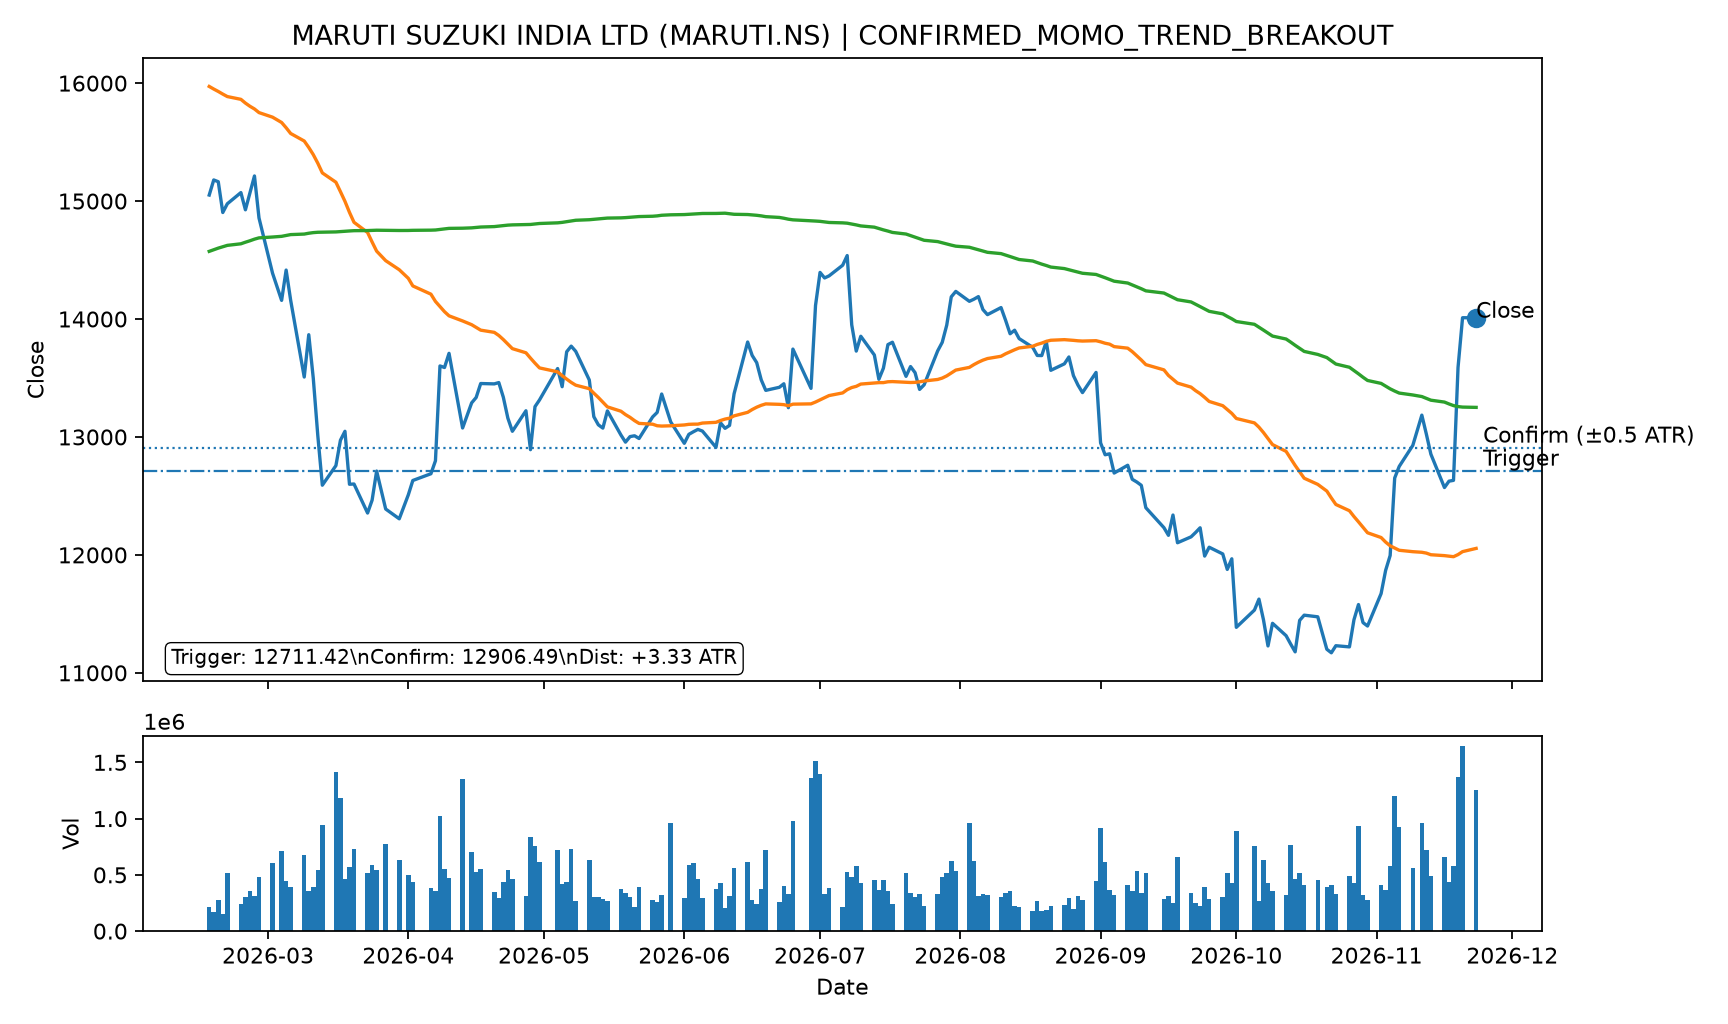 MARUTI SUZUKI INDIA LTD (MARUTI.NS) | CONFIRMED_MOMO_TREND_BREAKOUT
Close
16000
15000
14000
13000
12000
11000
Close
Confirm (±0.5 ATR)
Trigger
Trigger: 12711.42\nConfirm: 12906.49\nDist: +3.33 ATR
1e6
Vol
1.5
1.0
0.5
0.0
2026-03 2026-04 2026-05 2026-06 2026-07 2026-08 2026-09 2026-10 2026-11 2026-12
Date